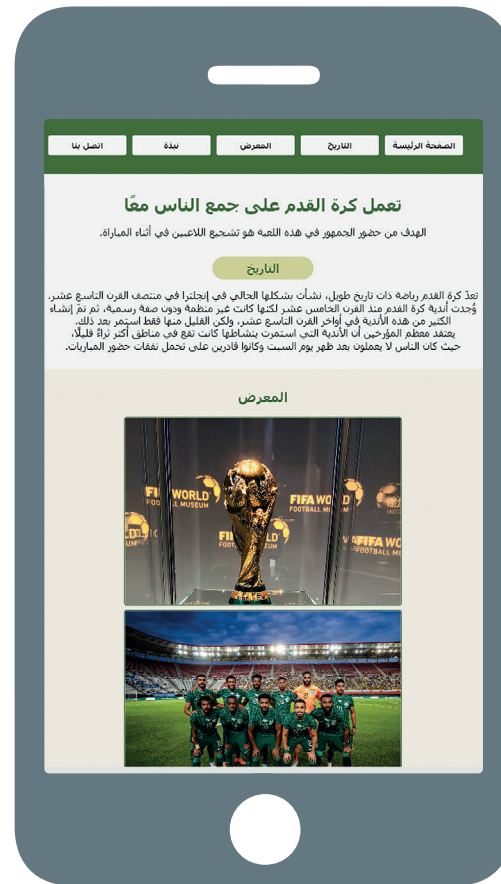 الصفحة الرئيسة
التاريخ
المعرض
نبذة
اتصل بنا
تعمل كرة القدم على جمع الناس معًا
الهدف من حضور الجمهور في هذه اللعبة هو تشجيع اللاعبين في أثناء المباراة.
التاريخ
تعدّ كرة القدم رياضة ذات تاريخ طويل، نشأت بشكلها الحالي في إنجلترا في منتصف القرن التاسع عشر.
وُجدت أندية كرة القدم منذ القرن الخامس عشر لكنها كانت غير منظمة ودون صفة رسمية، ثم تمّ إنشاء
الكثير من هذه الأندية في أواخر القرن التاسع عشر، ولكن القليل منها فقط استمر بعد ذلك.
يعتقد معظم المؤرخين أن الأندية التي استمرت بنشاطها كانت تقع في مناطق أكثر ثراءً قليلًا،
حيث كان الناس لا يعملون بعد ظهر يوم السبت وكانوا قادرين على تحمل نفقات حضور المباريات.
المعرض
WORLD
MUSEUM
FIFA WO
FOOTBALL MU
FIFA WO